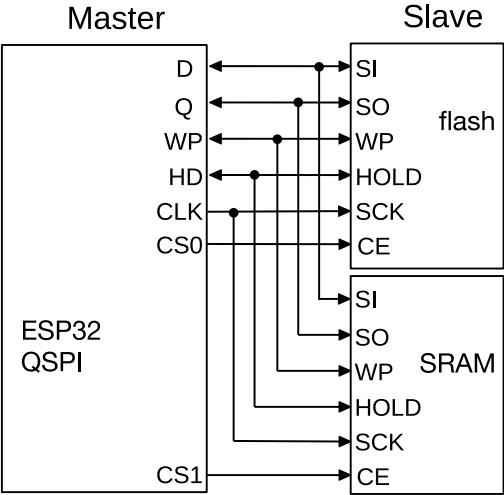 Master
Slave
D
SI
Q
SO
flash
WP
WP
HD
HOLD
CLK
SCK
CS0
CE
SI
ESP32
QSPI
SO
SRAM
WP
HOLD
SCK
CS1
CE